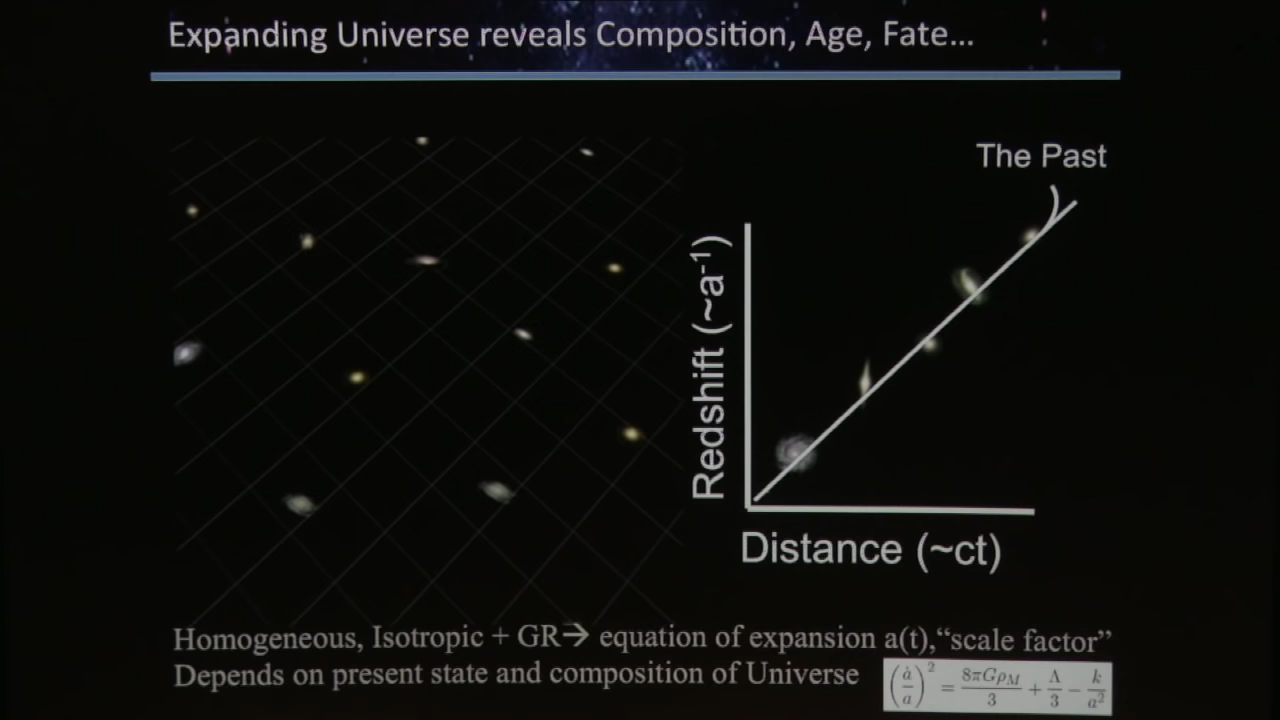 Expanding Universe reveals Composition, Age, Fate...
The Past
Redshift (~a⁻¹)
Distance (~ct)
Homogeneous, Isotropic + GR→ equation of expansion a(t),“scale factor”
Depends on present state and composition of Universe
(ȧ/a)² = 8πGρ_M/3 + Λ/3 − k/a²